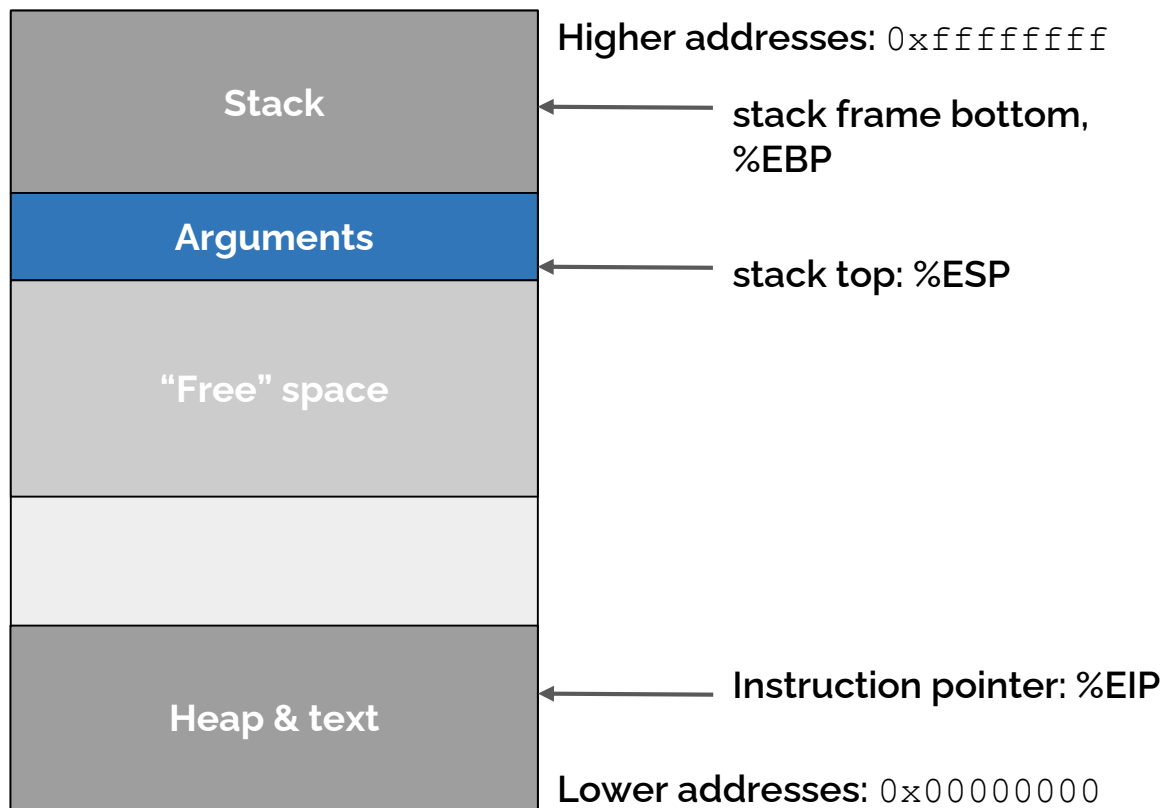 Higher addresses: 0xffffffff
Stack
stack frame bottom,
%EBP
Arguments
stack top: %ESP
“Free” space
Instruction pointer: %EIP
Heap & text
Lower addresses: 0x00000000